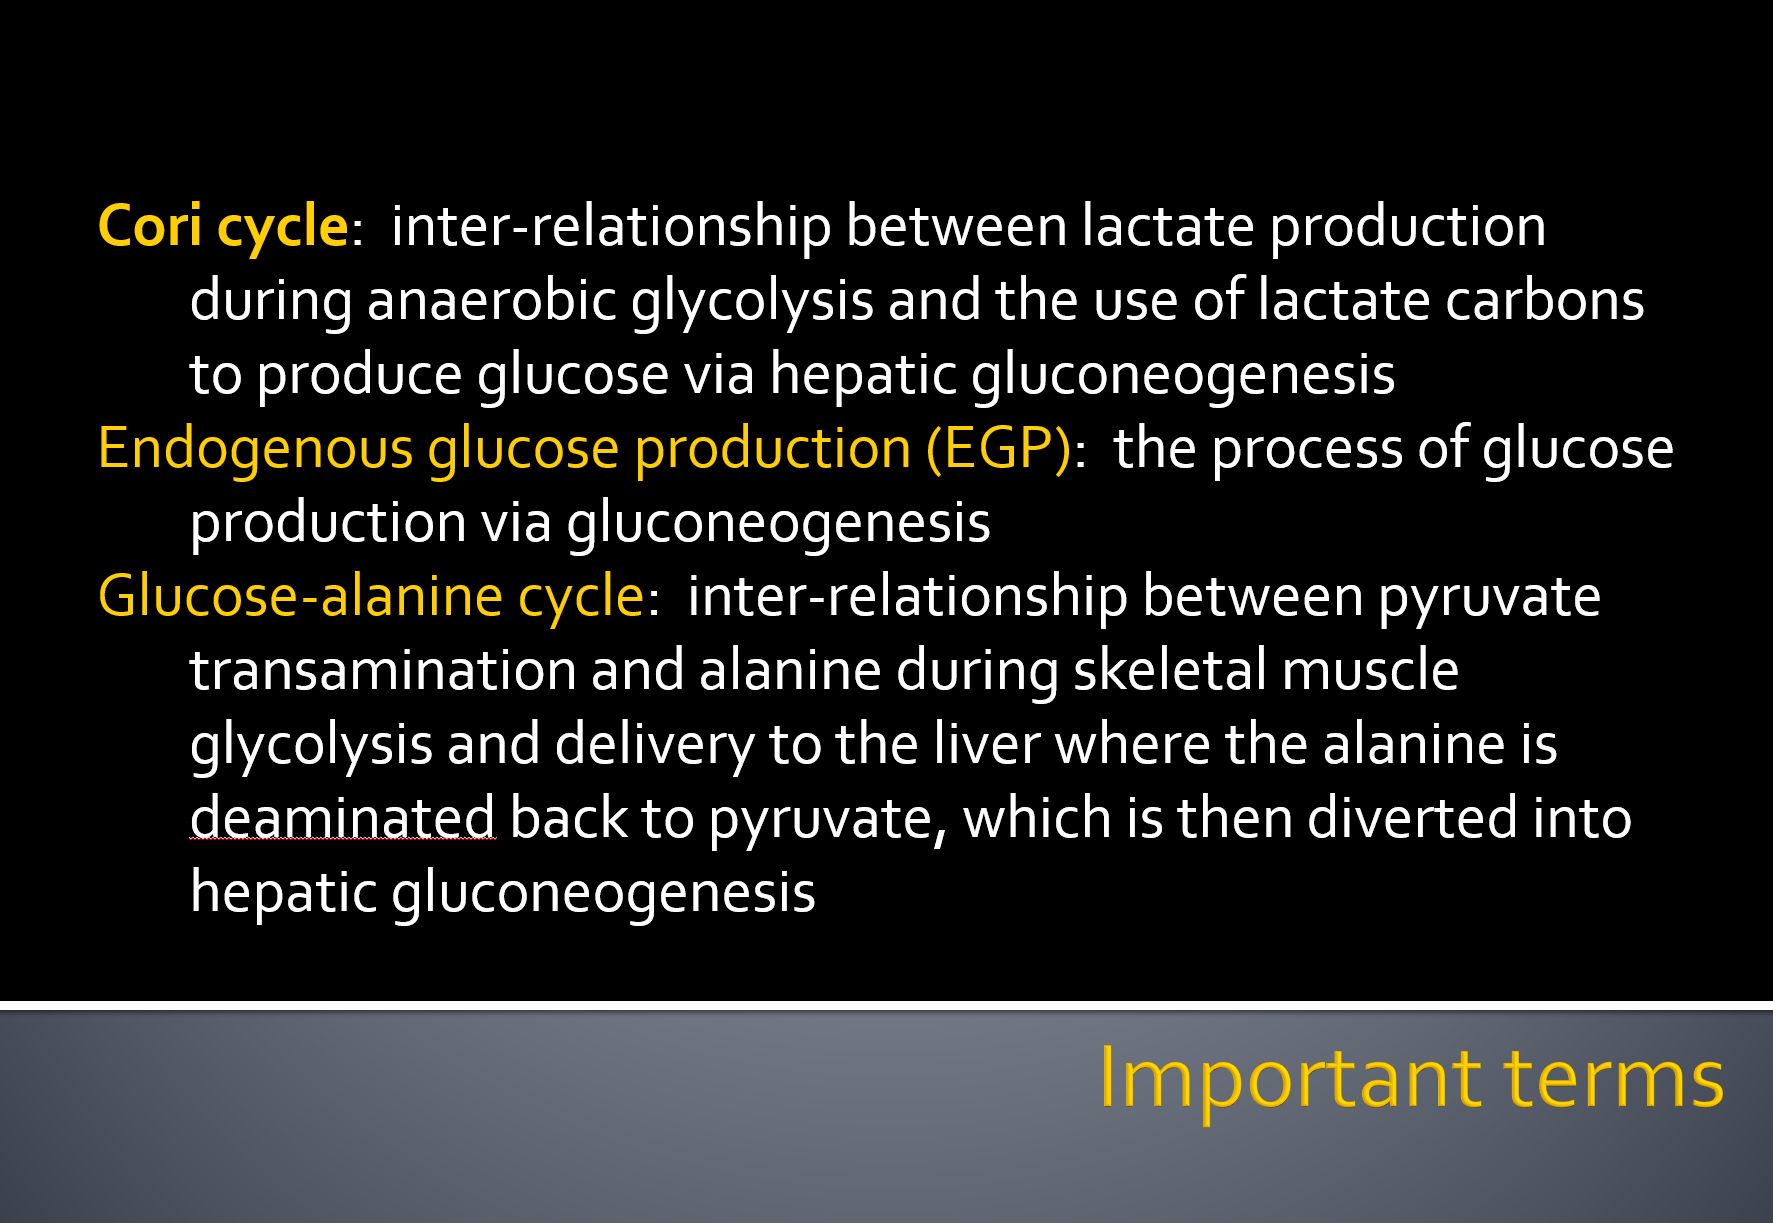 Cori cycle:  inter-relationship between lactate production
during anaerobic glycolysis and the use of lactate carbons
to produce glucose via hepatic gluconeogenesis
Endogenous glucose production (EGP):  the process of glucose
production via gluconeogenesis
Glucose-alanine cycle:  inter-relationship between pyruvate
transamination and alanine during skeletal muscle
glycolysis and delivery to the liver where the alanine is
deaminated back to pyruvate, which is then diverted into
hepatic gluconeogenesis
Important terms